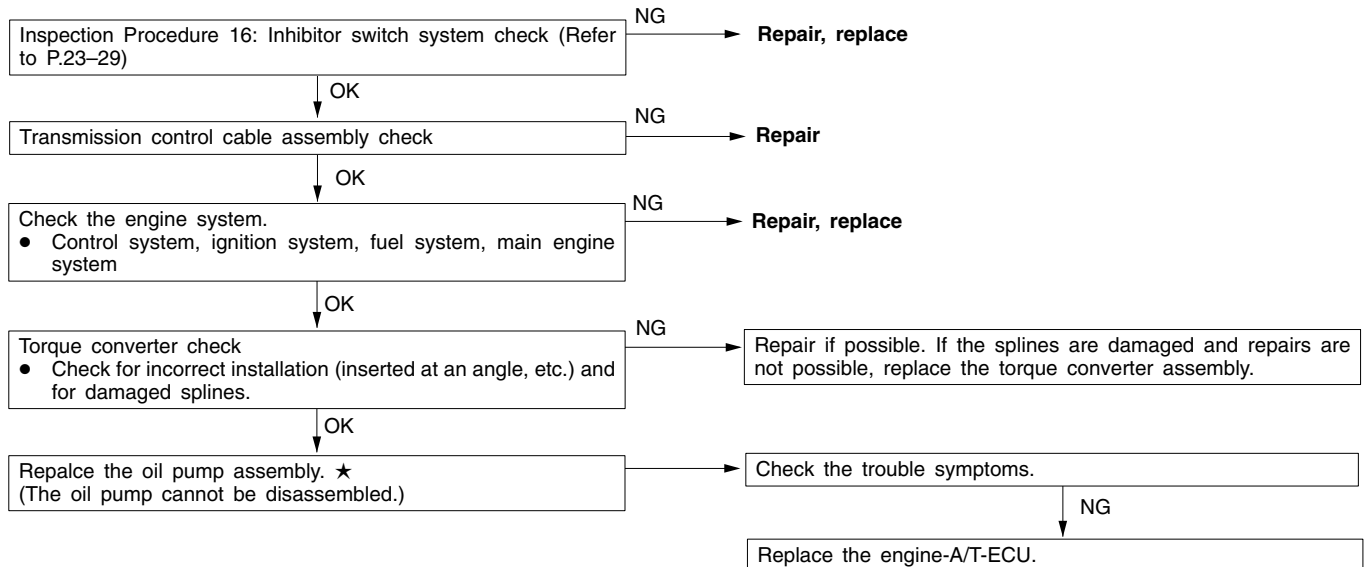 NG
Inspection Procedure 16: Inhibitor switch system check (Refer
to P.23–29)
Repair, replace
OK
NG
Transmission control cable assembly check
Repair
OK
NG
Check the engine system.
● Control system, ignition system, fuel system, main engine
system
Repair, replace
OK
NG
Torque converter check
● Check for incorrect installation (inserted at an angle, etc.) and
for damaged splines.
Repair if possible. If the splines are damaged and repairs are
not possible, replace the torque converter assembly.
OK
Repalce the oil pump assembly. ★
(The oil pump cannot be disassembled.)
Check the trouble symptoms.
NG
Replace the engine-A/T-ECU.